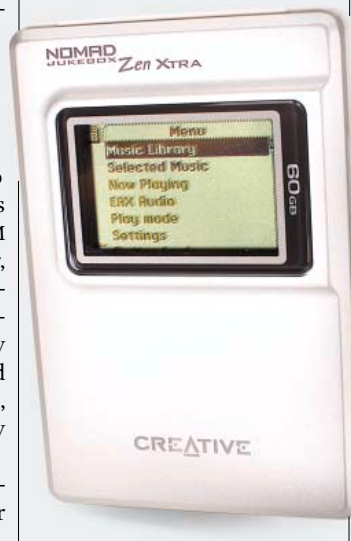 NOMAD
JUKEBOX Zen XTRA
Menu
Music Library
Selected Music
Now Playing
EAX Audio
Play mode
Settings
60GB
CREATIVE